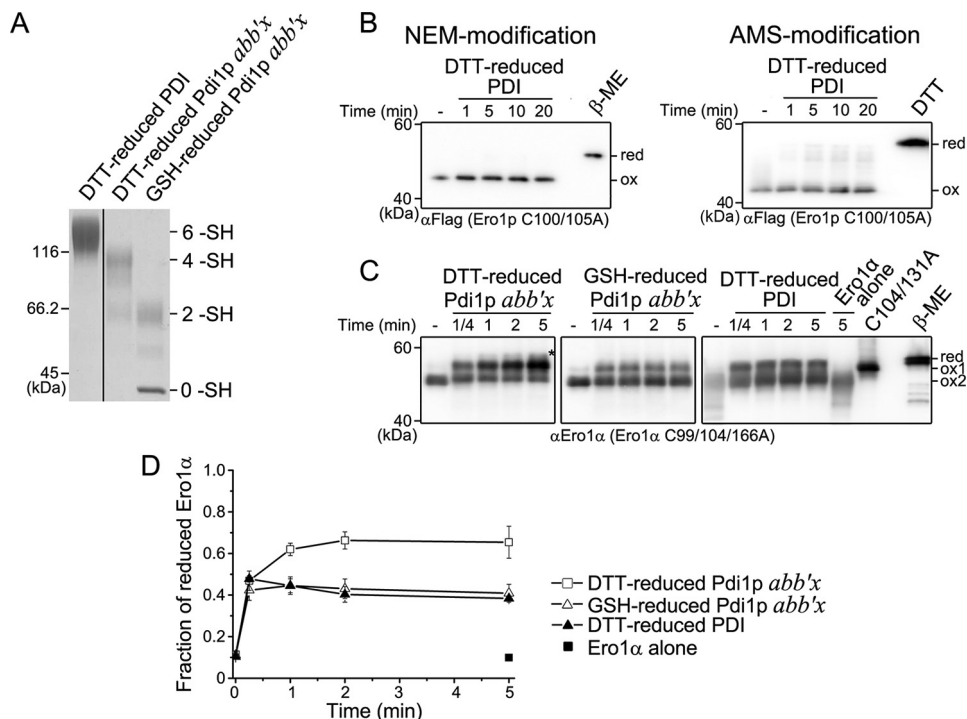 A
DTT-reduced PDI
DTT-reduced Pdi1p abb'x
GSH-reduced Pdi1p abb'x
6 -SH
116
4 -SH
66.2
2 -SH
45
(kDa)
0 -SH
B
NEM-modification
DTT-reduced
PDI
β-ME
Time (min) - 1 5 10 20
60
red
ox
40
(kDa)
αFlag (Ero1p C100/105A)
AMS-modification
DTT-reduced
PDI
DTT
Time (min) - 1 5 10 20
60
red
ox
40
(kDa)
αFlag (Ero1p C100/105A)
C
DTT-reduced
Pdi1p abb'x
GSH-reduced
Pdi1p abb'x
DTT-reduced
PDI
Ero1α
alone
C104/131A
β-ME
Time (min) - 1/4 1 2 5 - 1/4 1 2 5 - 1/4 1 2 5 5
60
*
red
ox1
ox2
40
(kDa)
αEro1α (Ero1α C99/104/166A)
D
Fraction of reduced Ero1α
1.0
0.8
0.6
0.4
0.2
0
0 1 2 3 4 5
Time (min)
DTT-reduced Pdi1p abb'x
GSH-reduced Pdi1p abb'x
DTT-reduced PDI
Ero1α alone